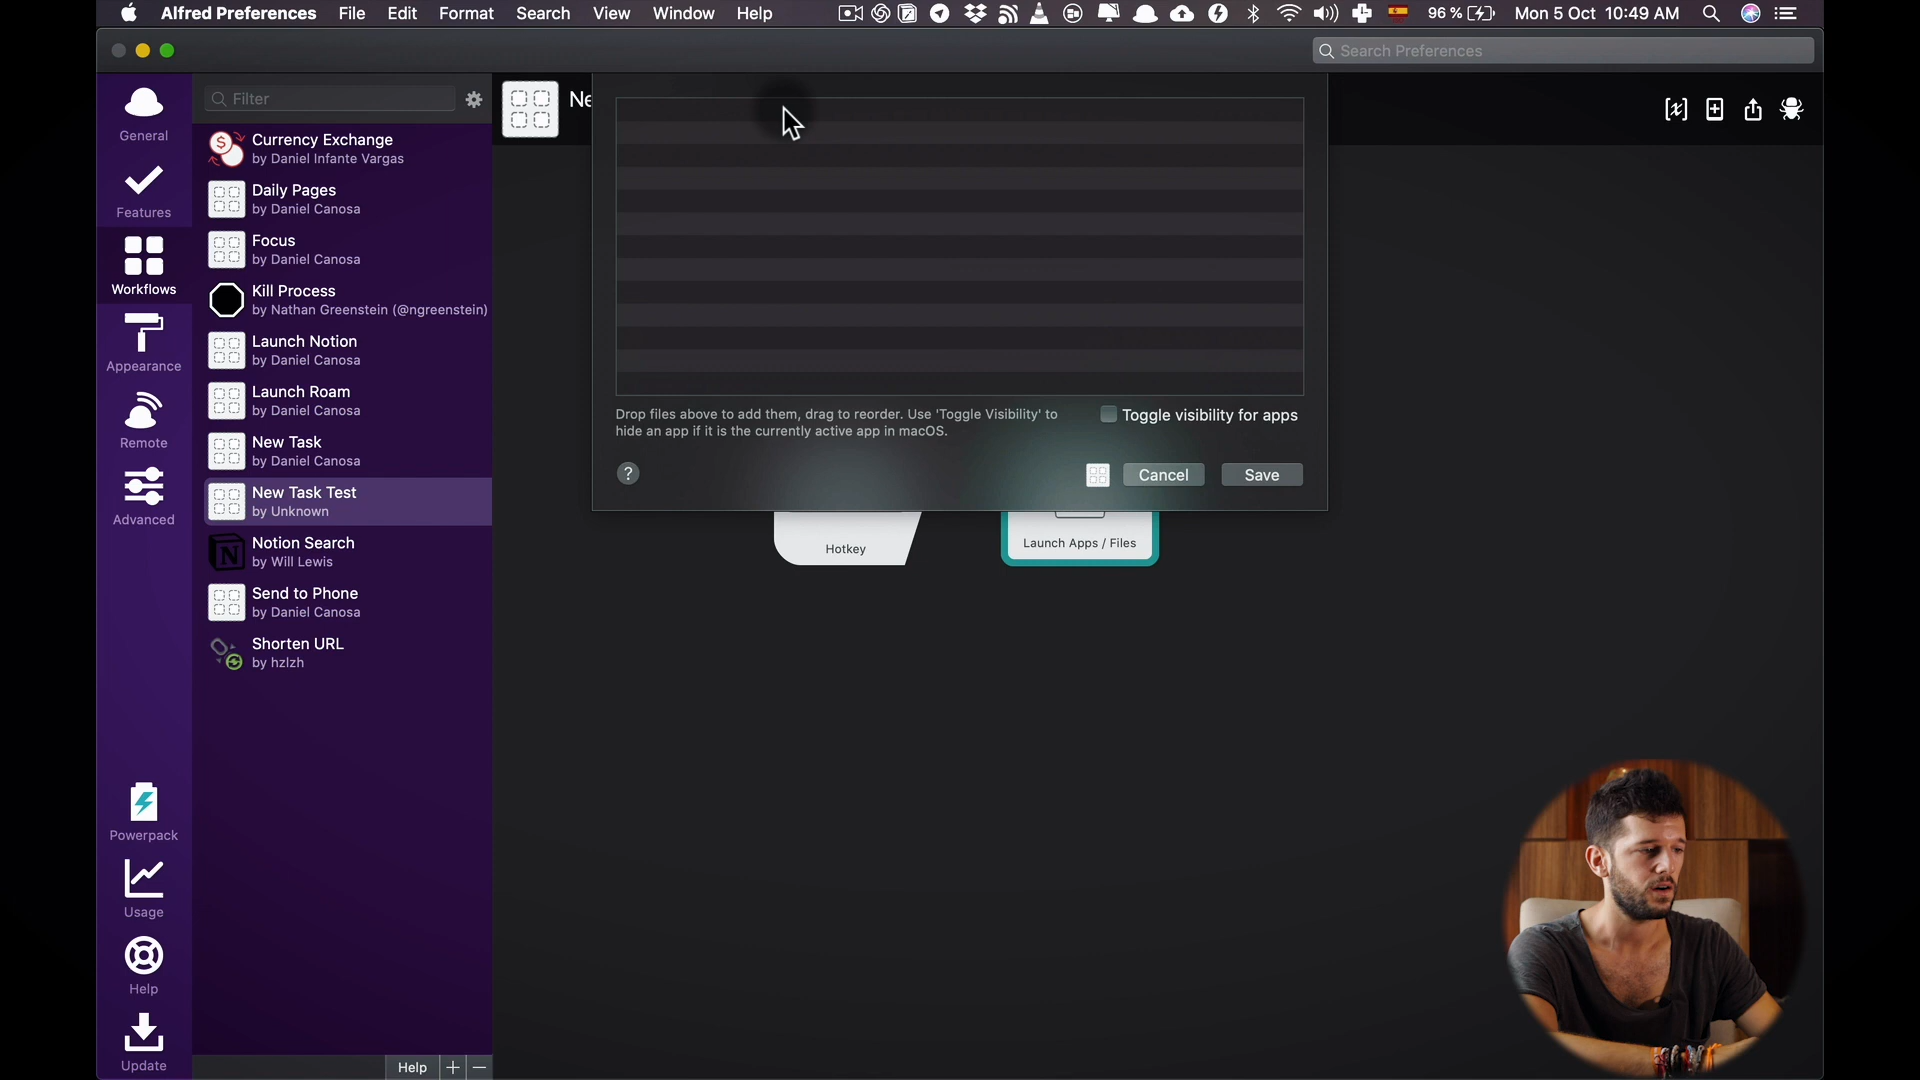 Alfred Preferences File Edit Format Search View Window Help 96 % Mon 5 Oct 10:49 AM
Search Preferences
General
Features
Workflows
Appearance
Remote
Advanced
Powerpack
Usage
Help
Update
Filter
Currency Exchange
by Daniel Infante Vargas
Daily Pages
by Daniel Canosa
Focus
by Daniel Canosa
Kill Process
by Nathan Greenstein (@ngreenstein)
Launch Notion
by Daniel Canosa
Launch Roam
by Daniel Canosa
New Task
by Daniel Canosa
New Task Test
by Unknown
Notion Search
by Will Lewis
Send to Phone
by Daniel Canosa
Shorten URL
by hzlzh
Help + −
Ne
Drop files above to add them, drag to reorder. Use 'Toggle Visibility' to
hide an app if it is the currently active app in macOS.
Toggle visibility for apps
? Cancel Save
Hotkey
Launch Apps / Files